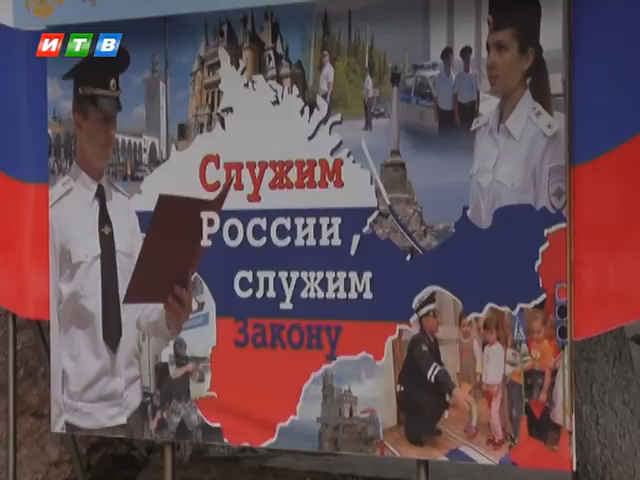 ИТВ
Служим
России,
служим
Закону